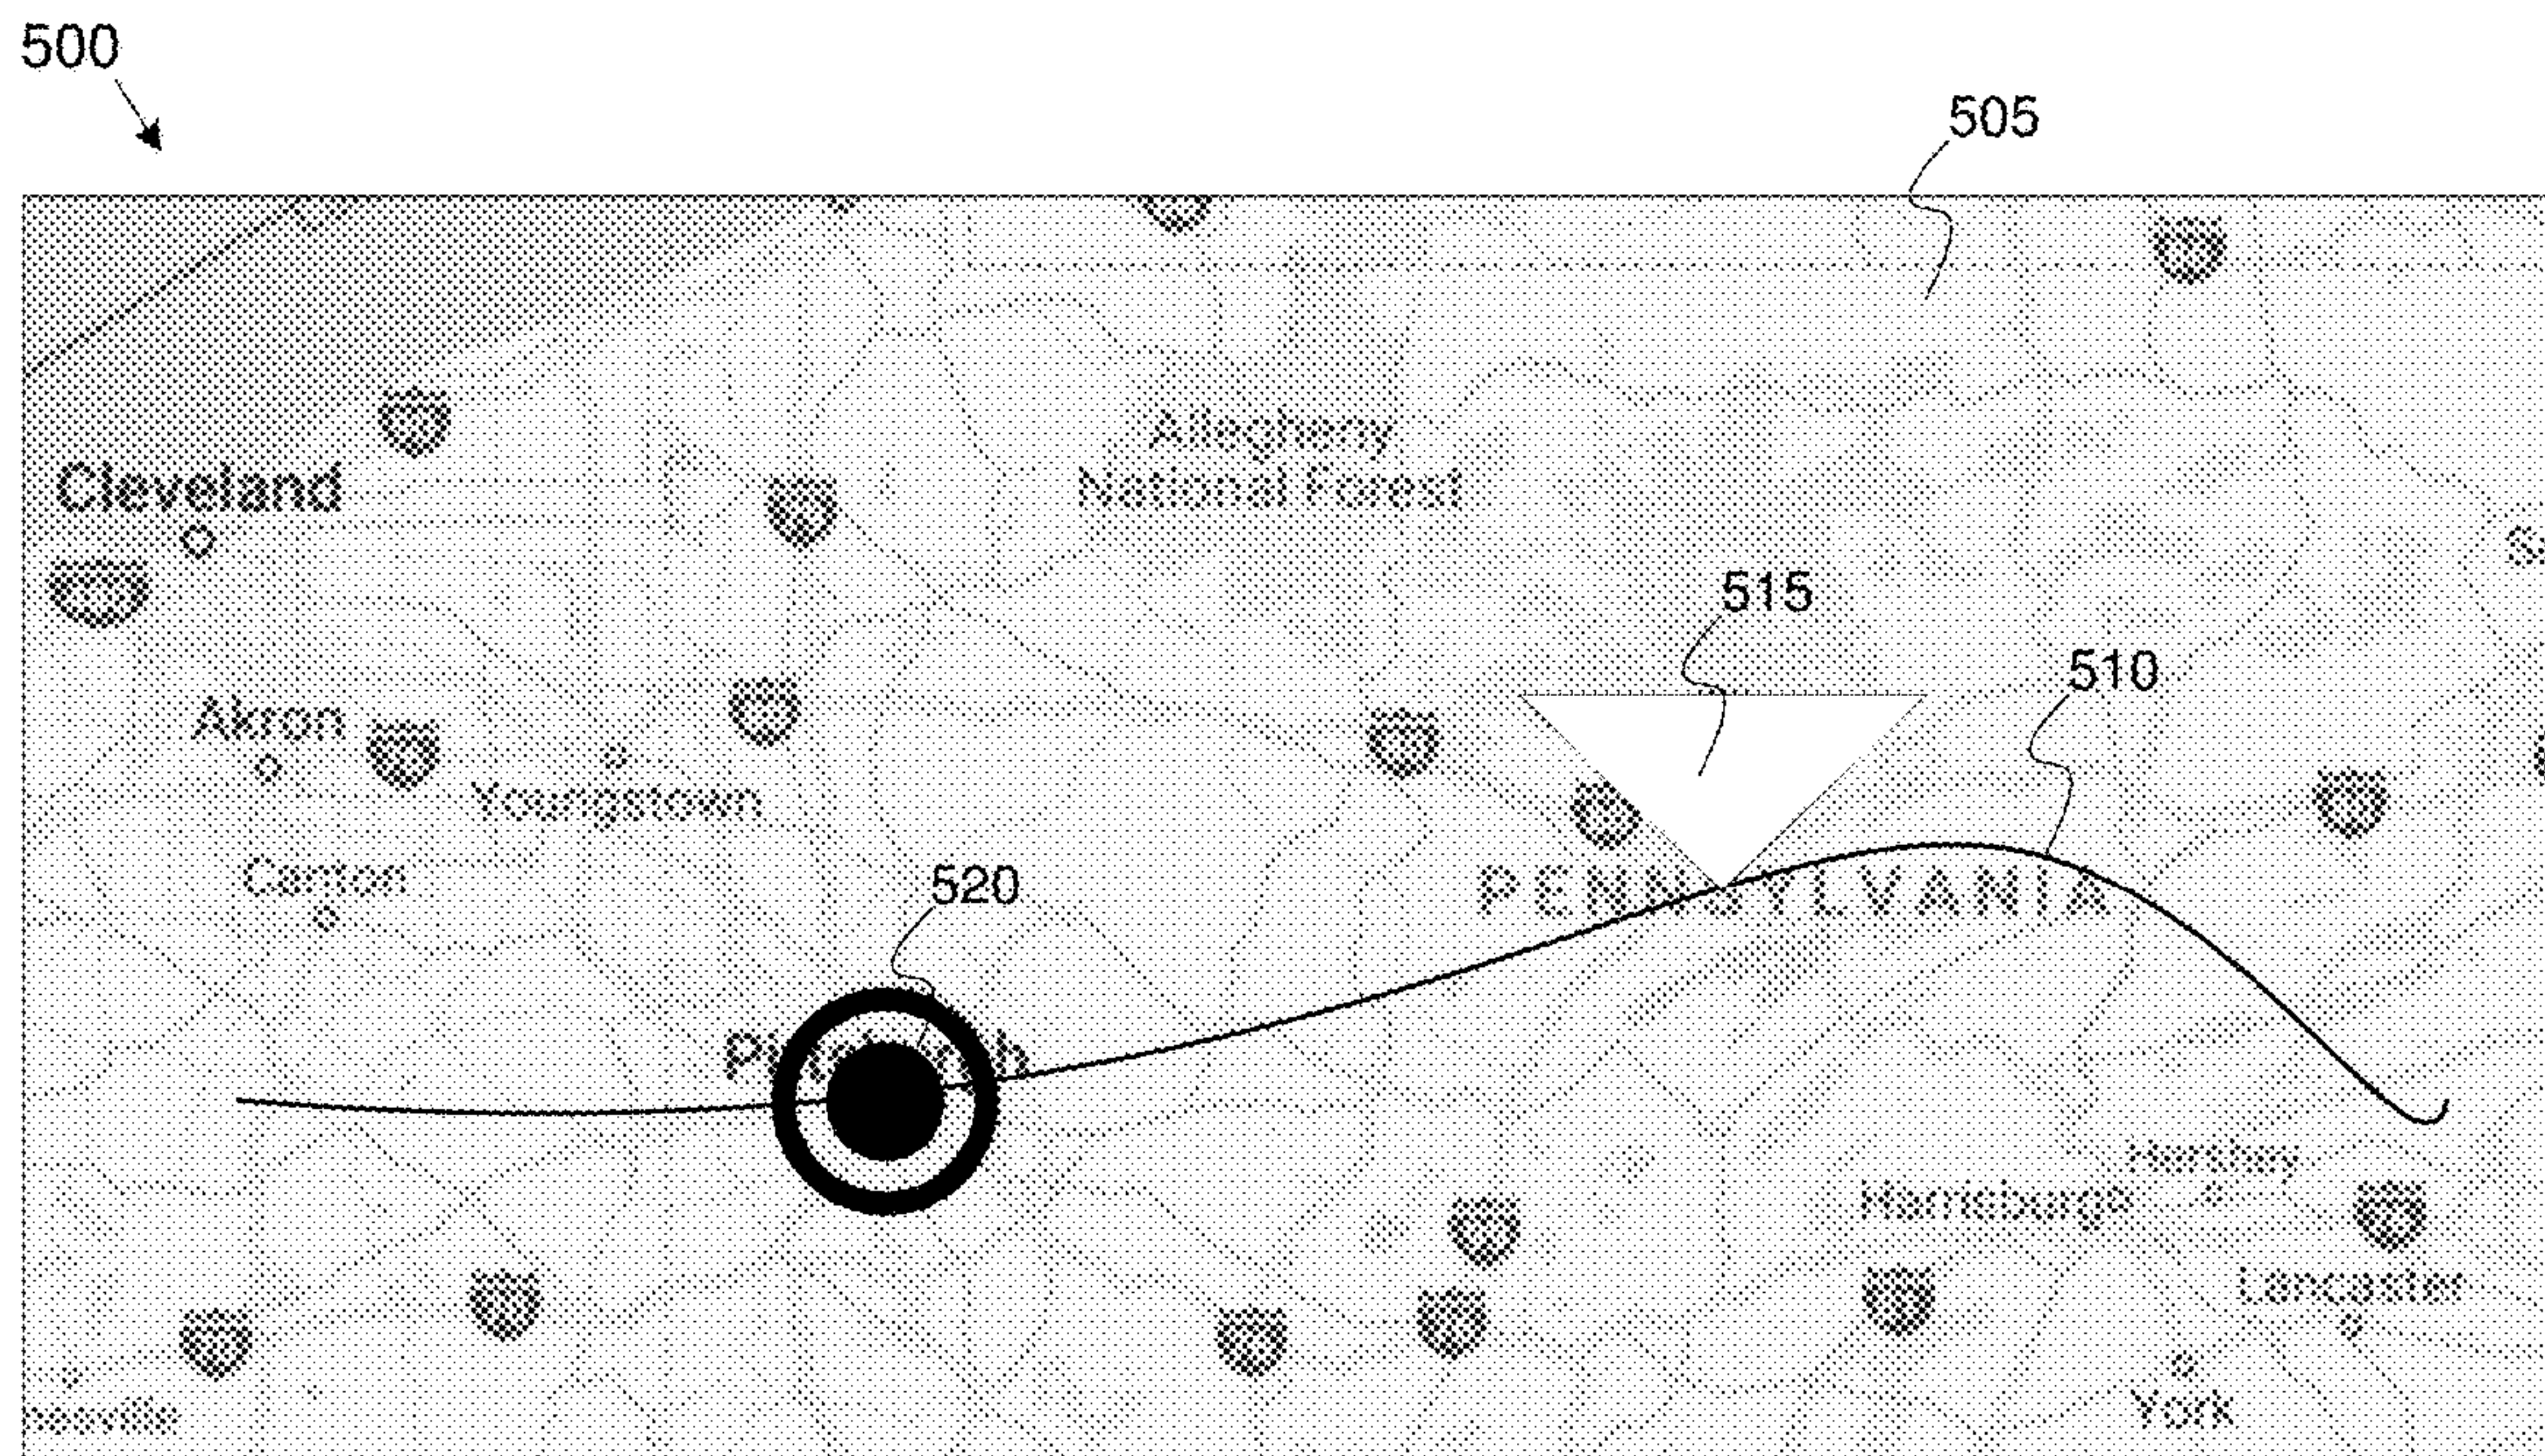 500
505
Allegheny
National Forest
Cleveland
515
510
Akron
Youngstown
Canton
520
PENNSYLVANIA
Hershey
Harrisburg
Lancaster
York